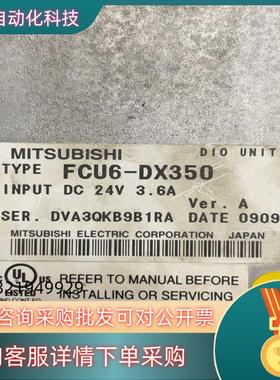 自动化科技
MITSUBISHI
DIO UNIT
TYPE FCU6-DX350
INPUT DC 24V 3.6A
Ver. A
SER. DVA3QKB9B1RA DATE 0909
MITSUBISHI ELECTRIC CORPORATION JAPAN
UL
LISTED
REFER TO MANUAL BEFORE
INSTALLING OR SERVICING
咨询采购批发可对公开票
客服详情下单采购